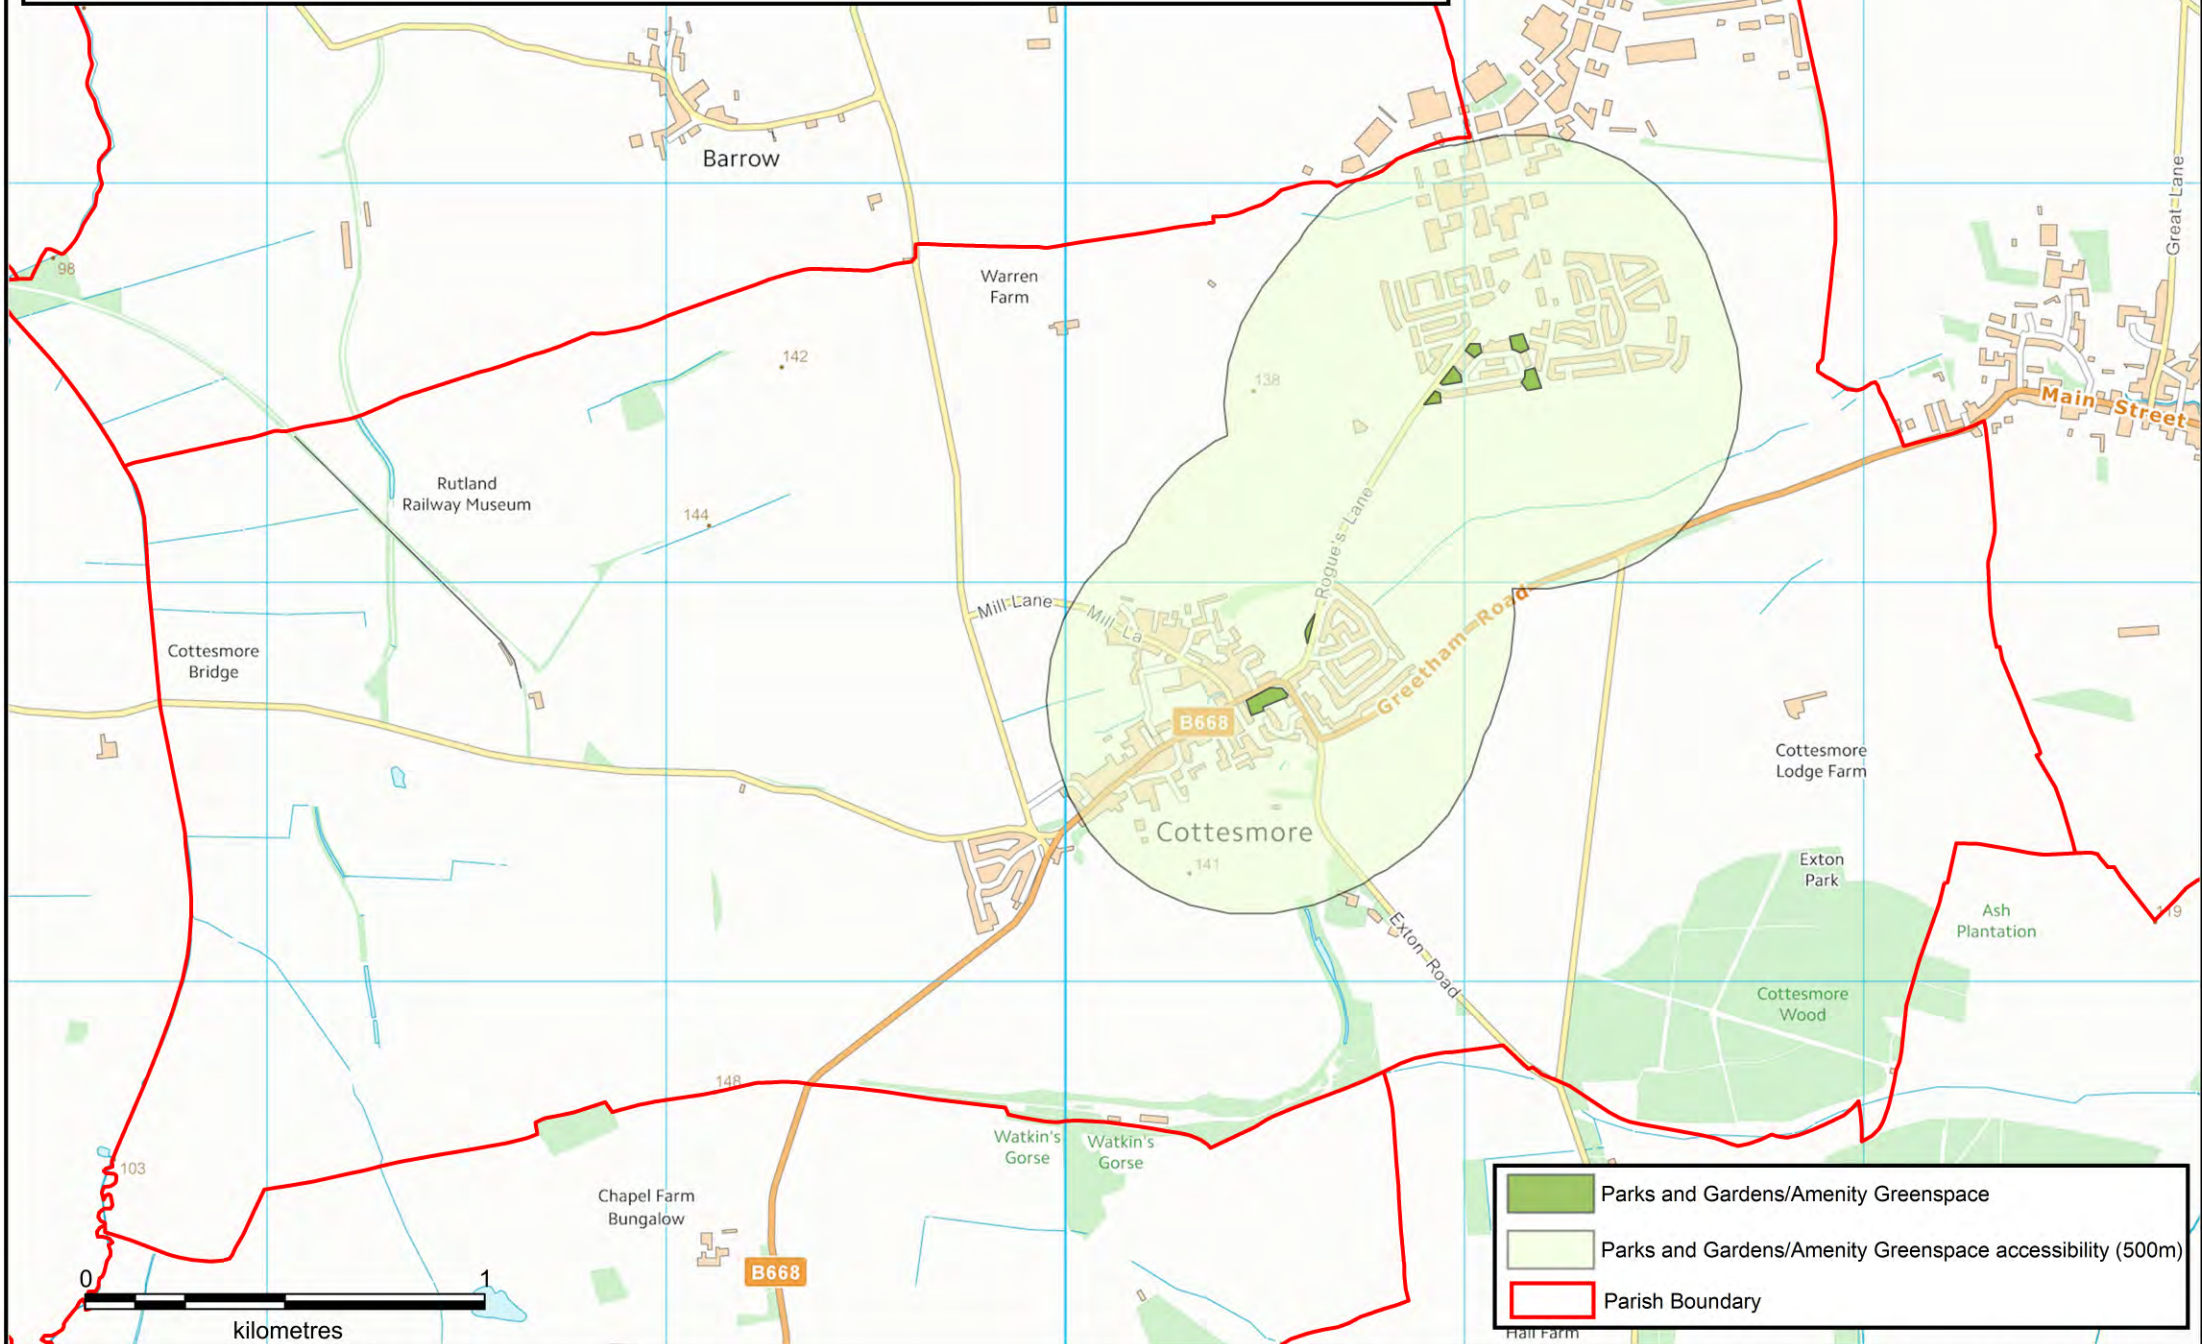 Barrow
Great Lane
98
Warren
Farm
142
138
Main Street
Rutland
Railway Museum
144
Rogue's Lane
Mill Lane
Mill La
Greetham Road
Cottesmore
Bridge
B668
Cottesmore
Lodge Farm
Cottesmore
141
Exton
Park
Ash
Plantation
119
Exton Road
Cottesmore
Wood
148
Watkin's
Gorse
Watkin's
Gorse
103
Chapel Farm
Bungalow
B668
0 1
kilometres
Parks and Gardens/Amenity Greenspace
Parks and Gardens/Amenity Greenspace accessibility (500m)
Parish Boundary
Hall Farm